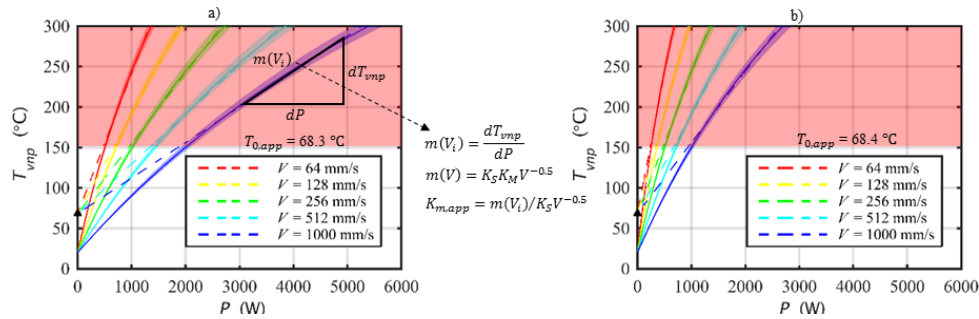 a)
300
250
200
150
100
50
0
T_vnp (°C)
m(V_i)
dT_vnp
dP
T_0,app = 68.3 °C
V = 64 mm/s
V = 128 mm/s
V = 256 mm/s
V = 512 mm/s
V = 1000 mm/s
0 1000 2000 3000 4000 5000 6000
P (W)
m(V_i) = dT_vnp/dP
m(V) = K_S K_M V^-0.5
K_m,app = m(V_i)/K_S V^-0.5
b)
300
250
200
150
100
50
0
T_vnp (°C)
T_0,app = 68.4 °C
V = 64 mm/s
V = 128 mm/s
V = 256 mm/s
V = 512 mm/s
V = 1000 mm/s
0 1000 2000 3000 4000 5000 6000
P (W)